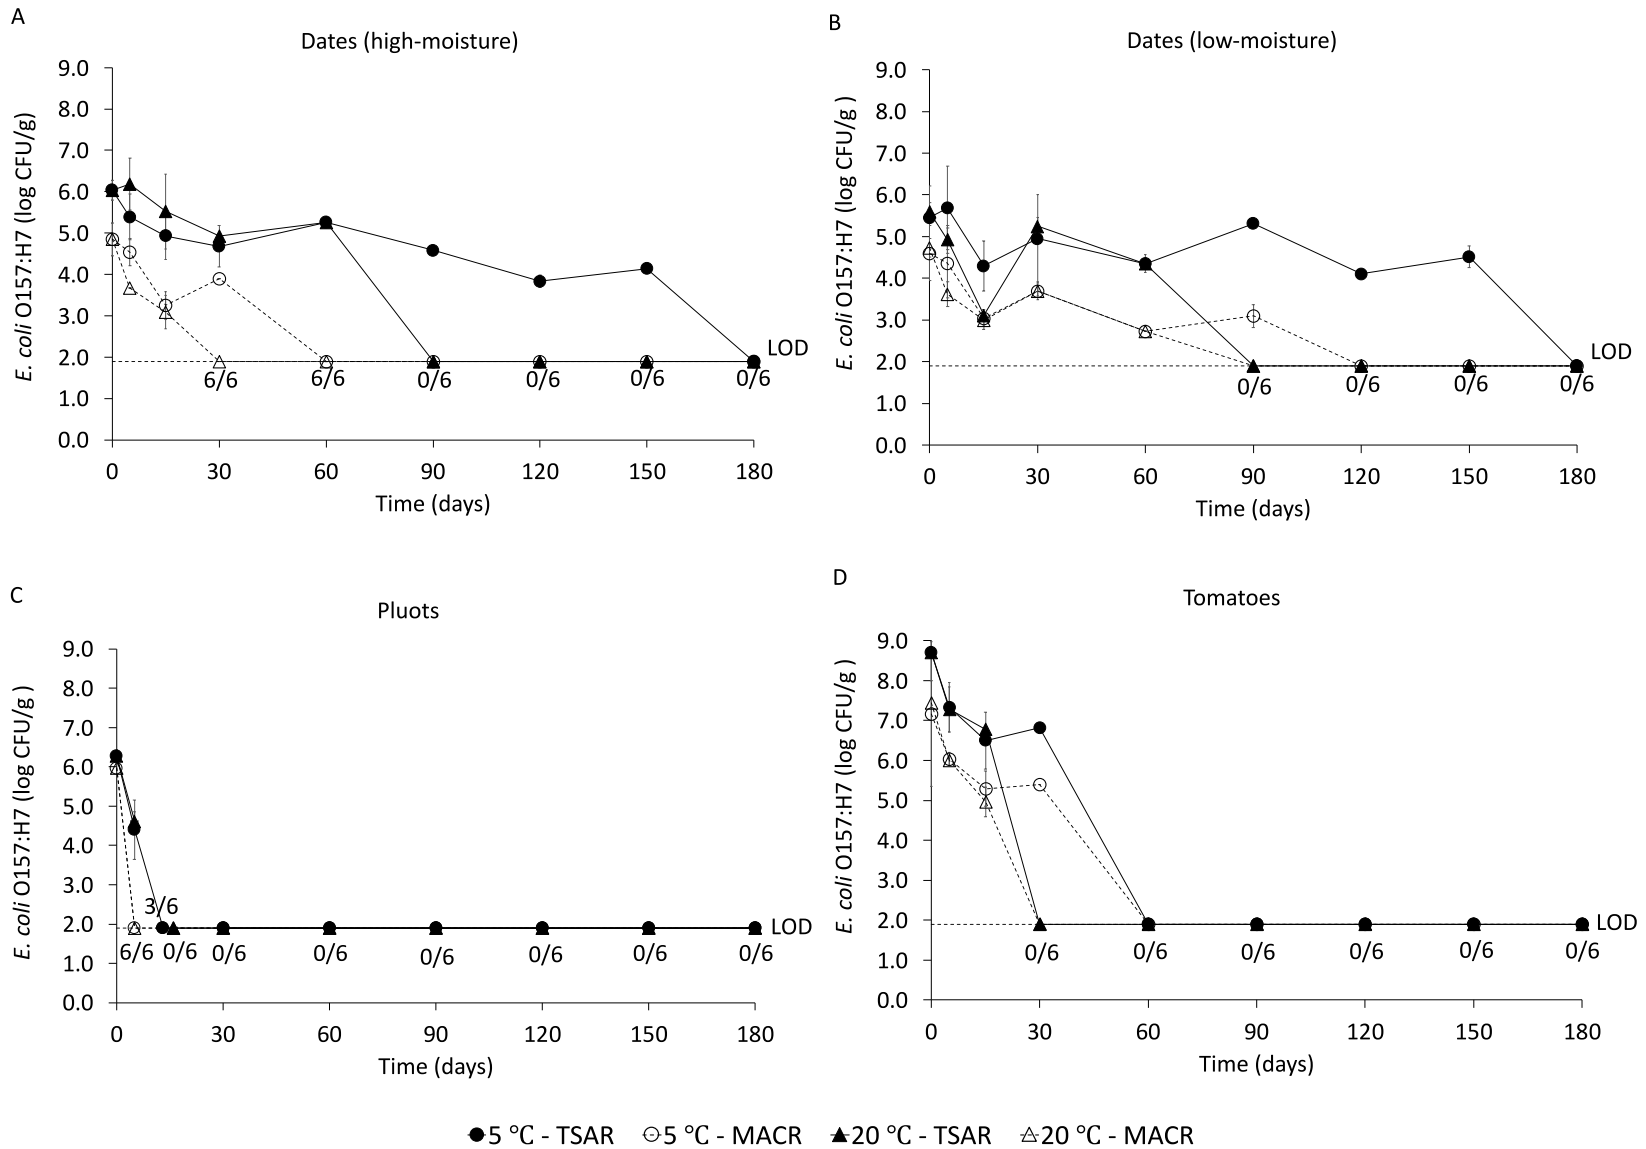 A
Dates (high-moisture)
E. coli O157:H7 (log CFU/g)
9.0
8.0
7.0
6.0
5.0
4.0
3.0
2.0
1.0
0.0
LOD
6/6 6/6 0/6 0/6 0/6 0/6
0 30 60 90 120 150 180
Time (days)
B
Dates (low-moisture)
E. coli O157:H7 (log CFU/g )
9.0
8.0
7.0
6.0
5.0
4.0
3.0
2.0
1.0
0.0
LOD
0/6 0/6 0/6 0/6
0 30 60 90 120 150 180
Time (days)
C
Pluots
E. coli O157:H7 (log CFU/g )
9.0
8.0
7.0
6.0
5.0
4.0
3.0
2.0
1.0
0.0
3/6
LOD
6/6 0/6 0/6 0/6 0/6 0/6 0/6 0/6
0 30 60 90 120 150 180
Time (days)
D
Tomatoes
E. coli O157:H7 (log CFU/g )
9.0
8.0
7.0
6.0
5.0
4.0
3.0
2.0
1.0
0.0
LOD
0/6 0/6 0/6 0/6 0/6 0/6
0 30 60 90 120 150 180
Time (days)
5 °C - TSAR 5 °C - MACR 20 °C - TSAR 20 °C - MACR